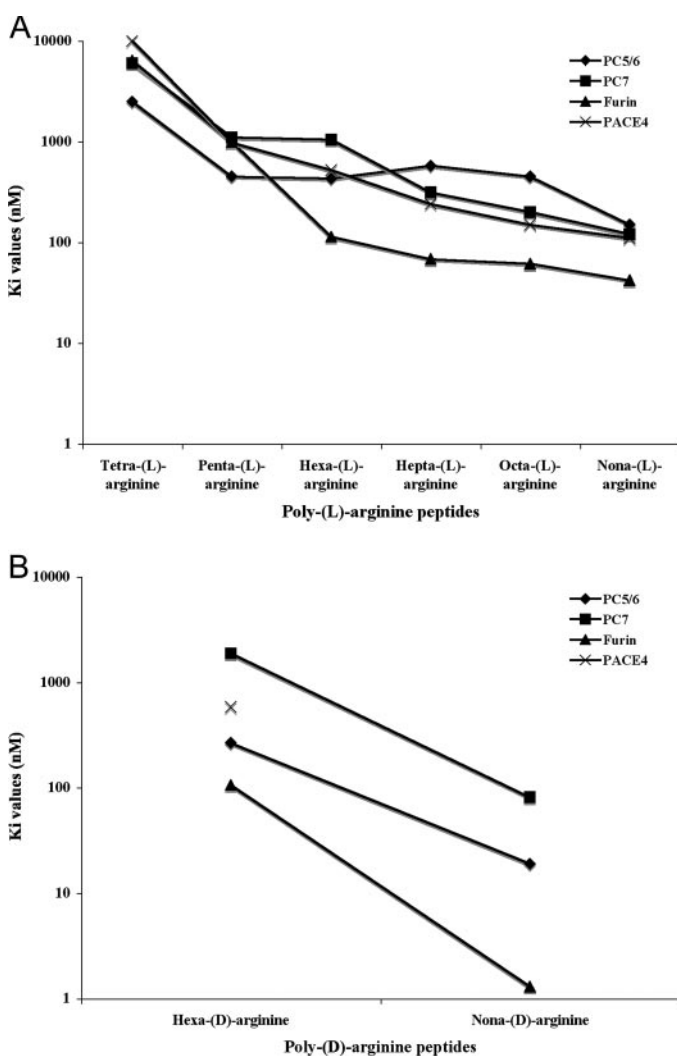 A
10000
1000
100
10
1
Ki values (nM)
PC5/6
PC7
Furin
PACE4
Tetra-(L)-
arginine
Penta-(L)-
arginine
Hexa-(L)-
arginine
Hepta-(L)-
arginine
Octa-(L)-
arginine
Nona-(L)-
arginine
Poly-(L)-arginine peptides
B
10000
1000
100
10
1
Ki values (nM)
PC5/6
PC7
Furin
PACE4
Hexa-(D)-arginine
Nona-(D)-arginine
Poly-(D)-arginine peptides